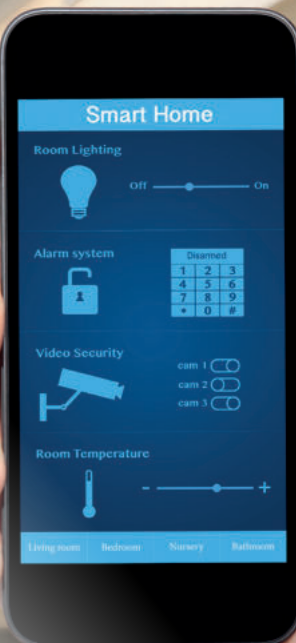 Smart Home
Room Lighting
Off On
Alarm system
Disarmed
1 2 3
4 5 6
7 8 9
* 0 #
Video Security
cam 1
cam 2
cam 3
Room Temperature
- +
Living room Bedroom Nursery Bathroom